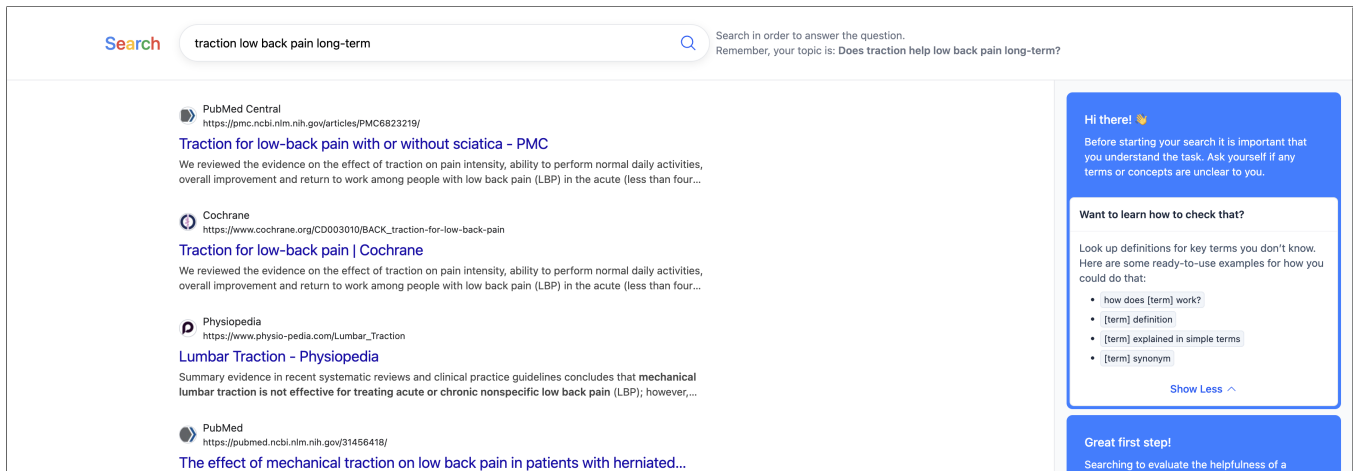 Search
traction low back pain long-term
Search in order to answer the question.
Remember, your topic is: Does traction help low back pain long-term?
PubMed Central
https://pmc.ncbi.nlm.nih.gov/articles/PMC6823219/
Traction for low-back pain with or without sciatica - PMC
We reviewed the evidence on the effect of traction on pain intensity, ability to perform normal daily activities,
overall improvement and return to work among people with low back pain (LBP) in the acute (less than four...
Cochrane
https://www.cochrane.org/CD003010/BACK_traction-for-low-back-pain
Traction for low-back pain | Cochrane
We reviewed the evidence on the effect of traction on pain intensity, ability to perform normal daily activities,
overall improvement and return to work among people with low back pain (LBP) in the acute (less than four...
Physiopedia
https://www.physio-pedia.com/Lumbar_Traction
Lumbar Traction - Physiopedia
Summary evidence in recent systematic reviews and clinical practice guidelines concludes that mechanical
lumbar traction is not effective for treating acute or chronic nonspecific low back pain (LBP); however,...
PubMed
https://pubmed.ncbi.nlm.nih.gov/31456418/
The effect of mechanical traction on low back pain in patients with herniated...
Hi there! 👋
Before starting your search it is important that
you understand the task. Ask yourself if any
terms or concepts are unclear to you.
Want to learn how to check that?
Look up definitions for key terms you don't know.
Here are some ready-to-use examples for how you
could do that:
• how does [term] work?
• [term] definition
• [term] explained in simple terms
• [term] synonym
Show Less
Great first step!
Searching to evaluate the helpfulness of a